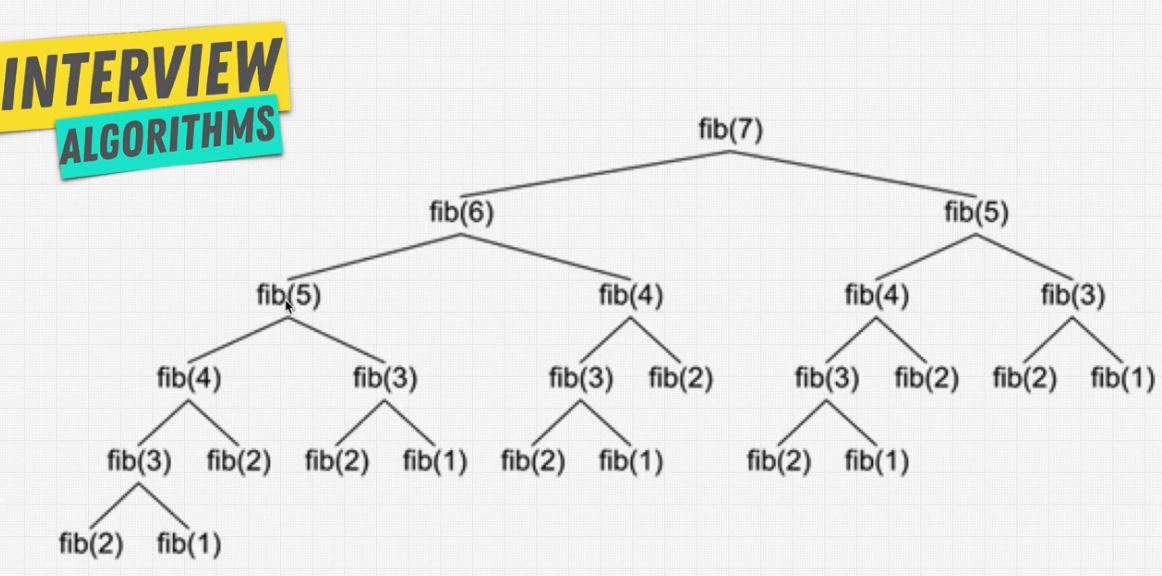 INTERVIEW
ALGORITHMS
fib(7)
fib(6) fib(5)
fib(5) fib(4) fib(4) fib(3)
fib(4) fib(3) fib(3) fib(2) fib(3) fib(2) fib(2) fib(1)
fib(3) fib(2) fib(2) fib(1) fib(2) fib(1) fib(2) fib(1)
fib(2) fib(1)